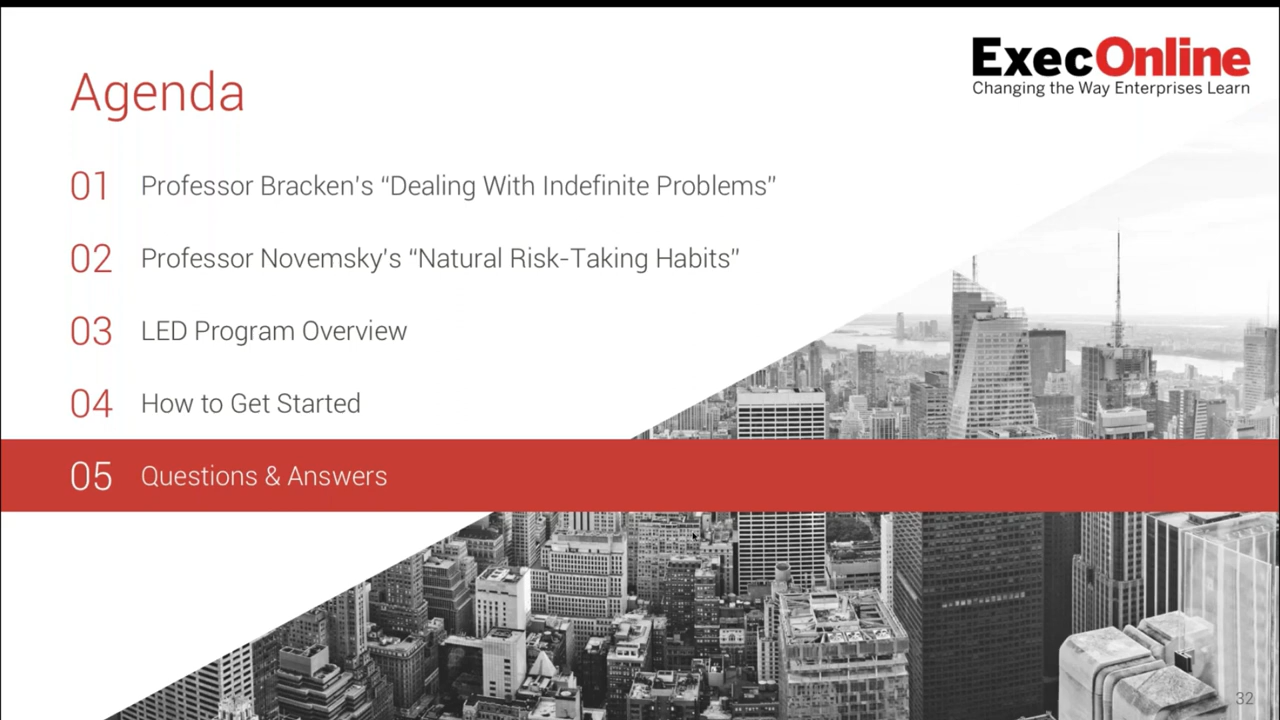 ExecOnline
Changing the Way Enterprises Learn
Agenda
01 Professor Bracken's “Dealing With Indefinite Problems”
02 Professor Novemsky's “Natural Risk-Taking Habits”
03 LED Program Overview
04 How to Get Started
05 Questions & Answers
32